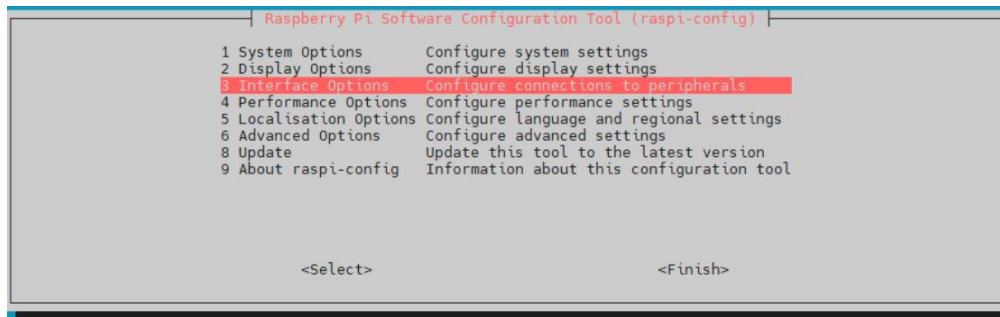 Raspberry Pi Software Configuration Tool (raspi-config)
1 System Options Configure system settings
2 Display Options Configure display settings
3 Interface Options Configure connections to peripherals
4 Performance Options Configure performance settings
5 Localisation Options Configure language and regional settings
6 Advanced Options Configure advanced settings
8 Update Update this tool to the latest version
9 About raspi-config Information about this configuration tool
<Select> <Finish>